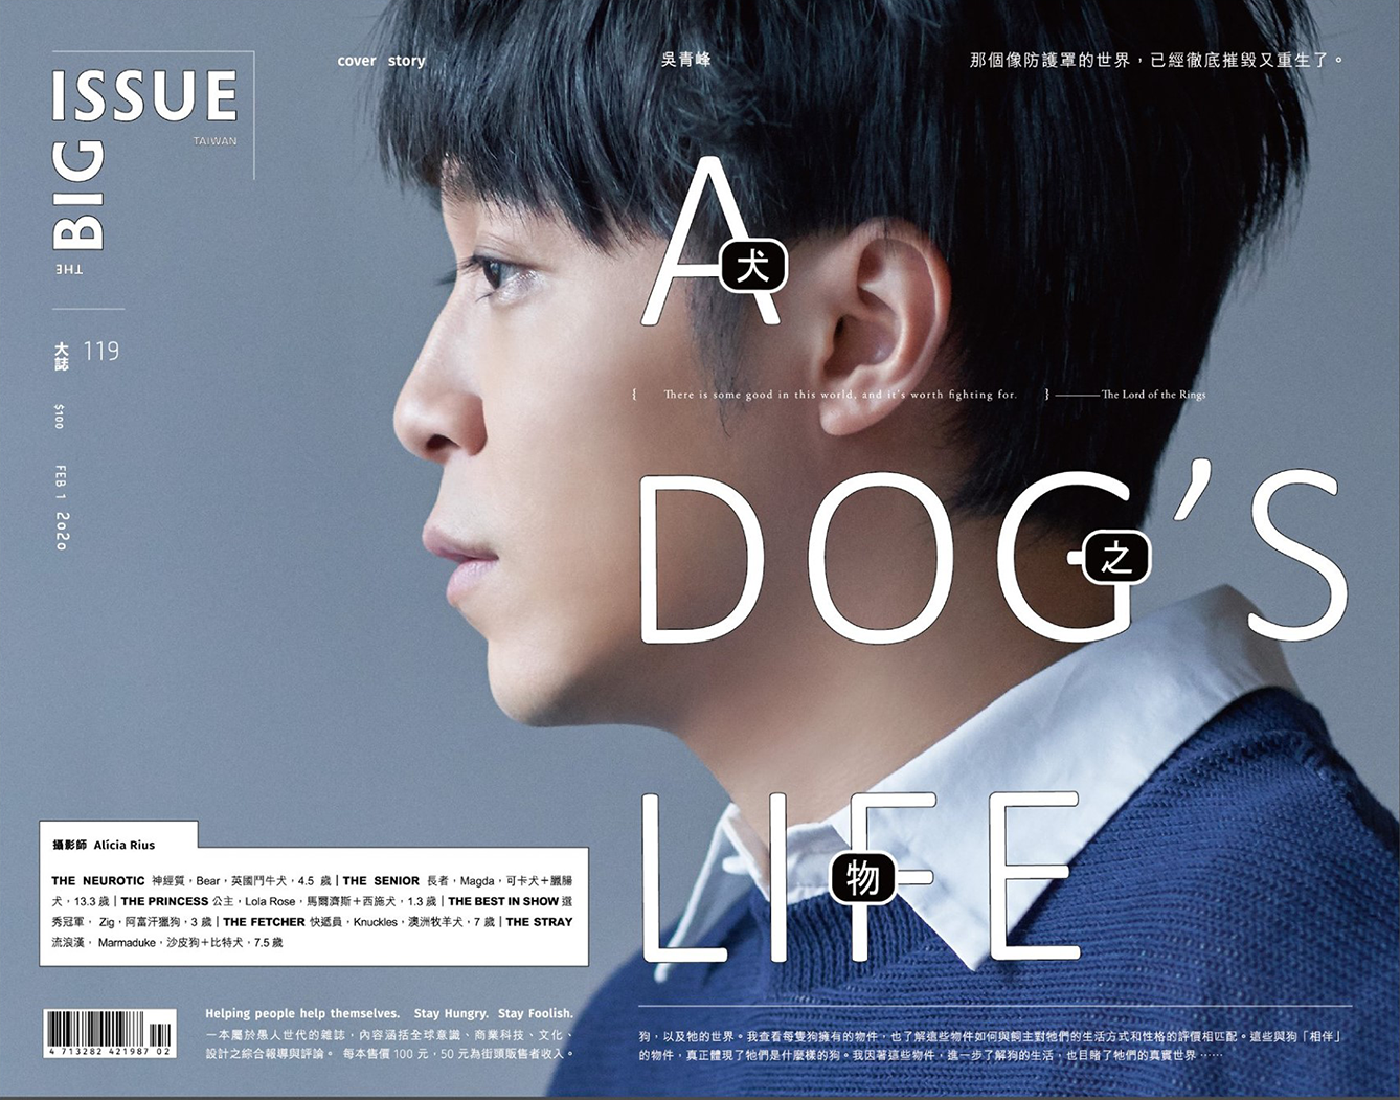 ISSUE
BIG
THE
TAIWAN
cover story
吳青峰
那個像防護罩的世界，已經徹底摧毀又重生了。
大誌 119
$100
FEB 1 2020
A
犬
{ There is some good in this world, and it's worth fighting for. } ——— The Lord of the Rings
DOG'S
之
LIFE
物
攝影師 Alicia Rius
THE NEUROTIC 神經質，Bear，英國鬥牛犬，4.5 歲 | THE SENIOR 長者，Magda，可卡犬＋臘腸
犬，13.3 歲 | THE PRINCESS 公主，Lola Rose，馬爾濟斯＋西施犬，1.3 歲 | THE BEST IN SHOW 選
秀冠軍， Zig，阿富汗獵狗，3 歲 | THE FETCHER 快遞員，Knuckles，澳洲牧羊犬，7 歲 | THE STRAY
流浪漢， Marmaduke，沙皮狗＋比特犬，7.5 歲
4 713282 421987 02
Helping people help themselves. Stay Hungry. Stay Foolish.
一本屬於愚人世代的雜誌，內容涵括全球意識、商業科技、文化、
設計之綜合報導與評論。 每本售價 100 元，50 元為街頭販售者收入。
狗，以及牠的世界。我查看每隻狗擁有的物件，也了解這些物件如何與飼主對牠們的生活方式和性格的評價相匹配。這些與狗「相伴」
的物件，真正體現了牠們是什麼樣的狗。我因著這些物件，進一步了解狗的生活，也目睹了牠們的真實世界……